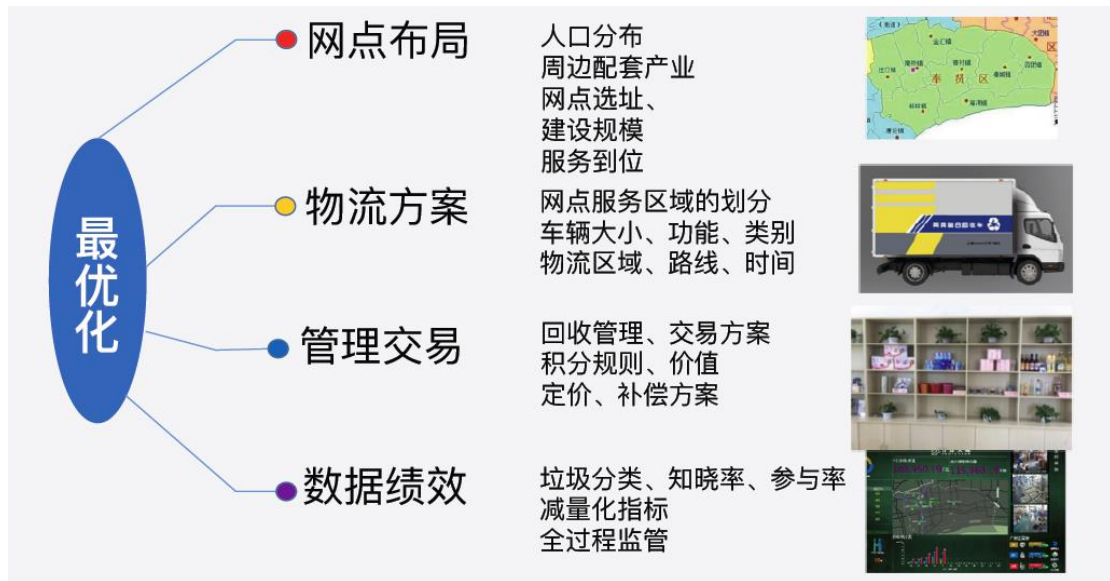 最优化
网点布局
人口分布
周边配套产业
网点选址、
建设规模
服务到位
物流方案
网点服务区域的划分
车辆大小、功能、类别
物流区域、路线、时间
管理交易
回收管理、交易方案
积分规则、价值
定价、补偿方案
数据绩效
垃圾分类、知晓率、参与率
减量化指标
全过程监管
奉贤区